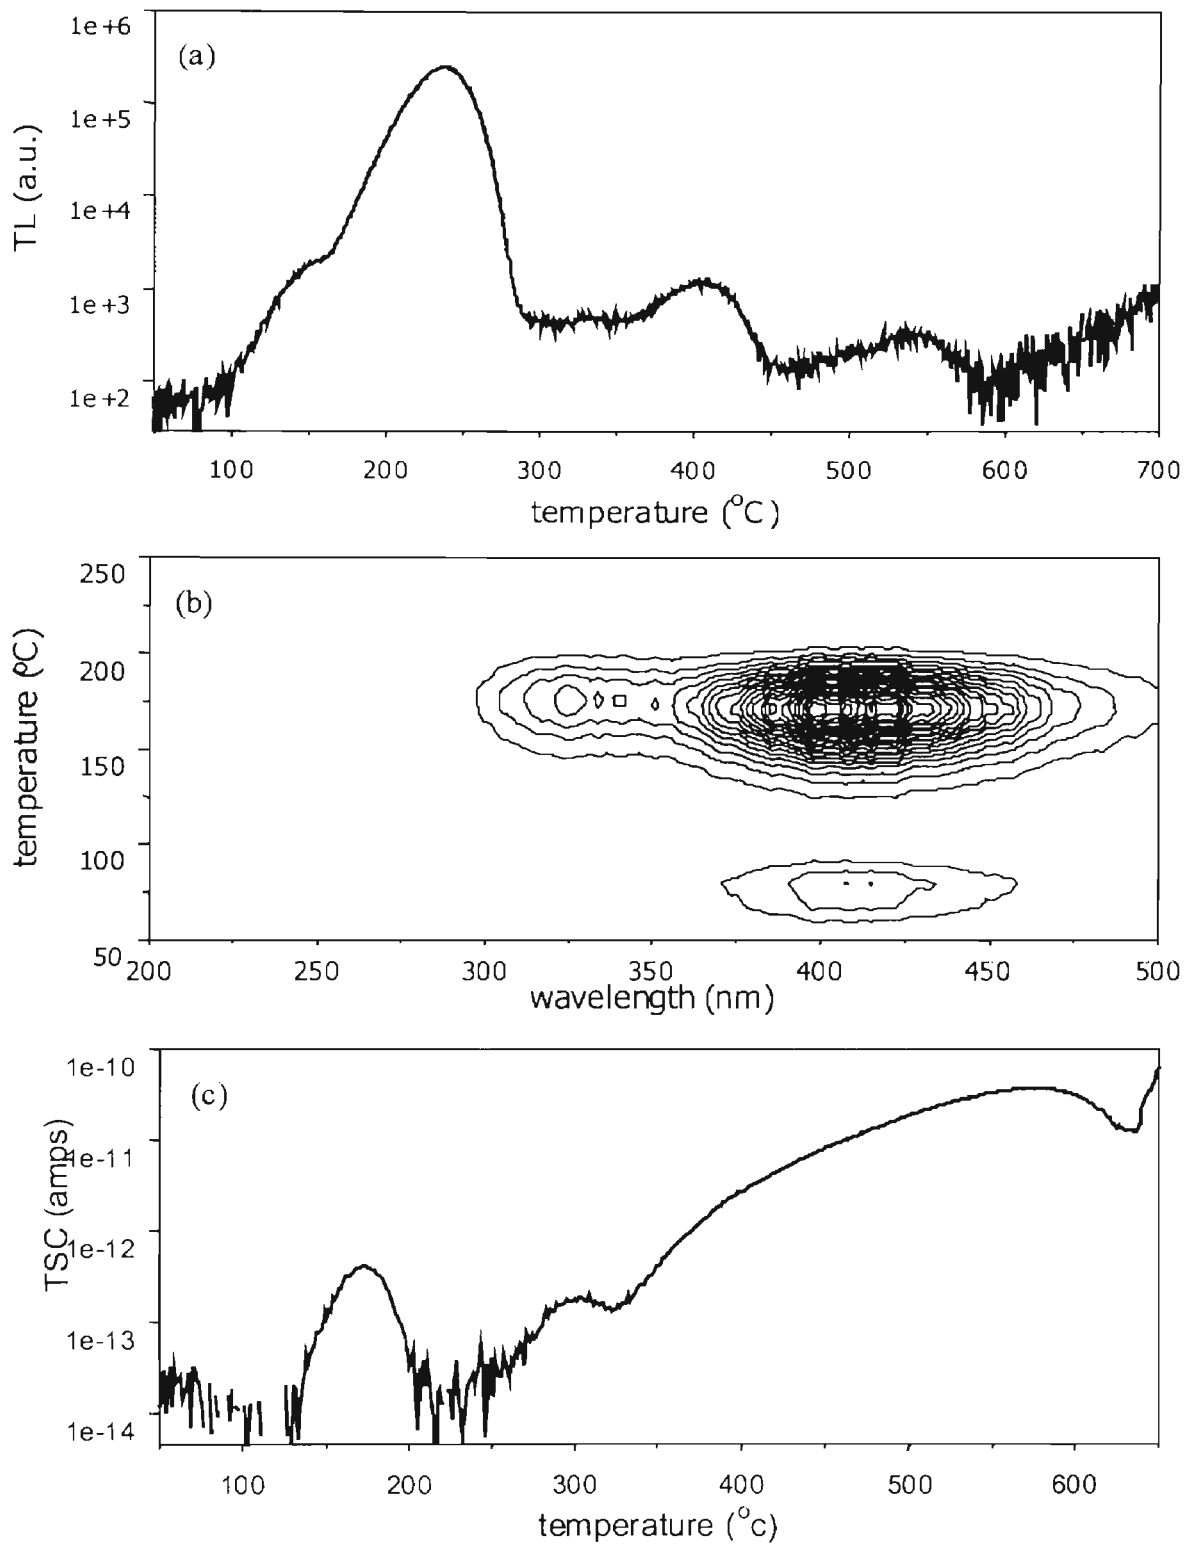 1e+6
(a)
1e+5
TL (a.u.)
1e+4
1e+3
1e+2
100 200 300 400 500 600 700
temperature (°C)
250
(b)
200
temperature (ºC)
150
100
50
200 250 300 350 400 450 500
wavelength (nm)
1e-10
(c)
1e-11
TSC (amps)
1e-12
1e-13
1e-14
100 200 300 400 500 600
temperature (°c)